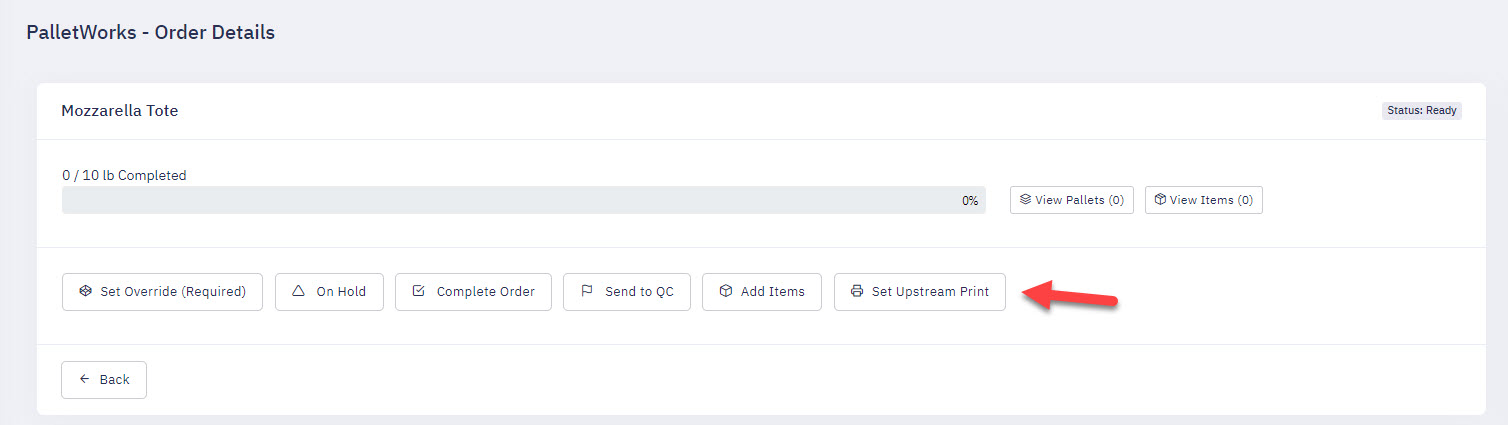 PalletWorks - Order Details
Mozzarella Tote
Status: Ready
0 / 10 lb Completed
0%
View Pallets (0)
View Items (0)
Set Override (Required)
On Hold
Complete Order
Send to QC
Add Items
Set Upstream Print
Back